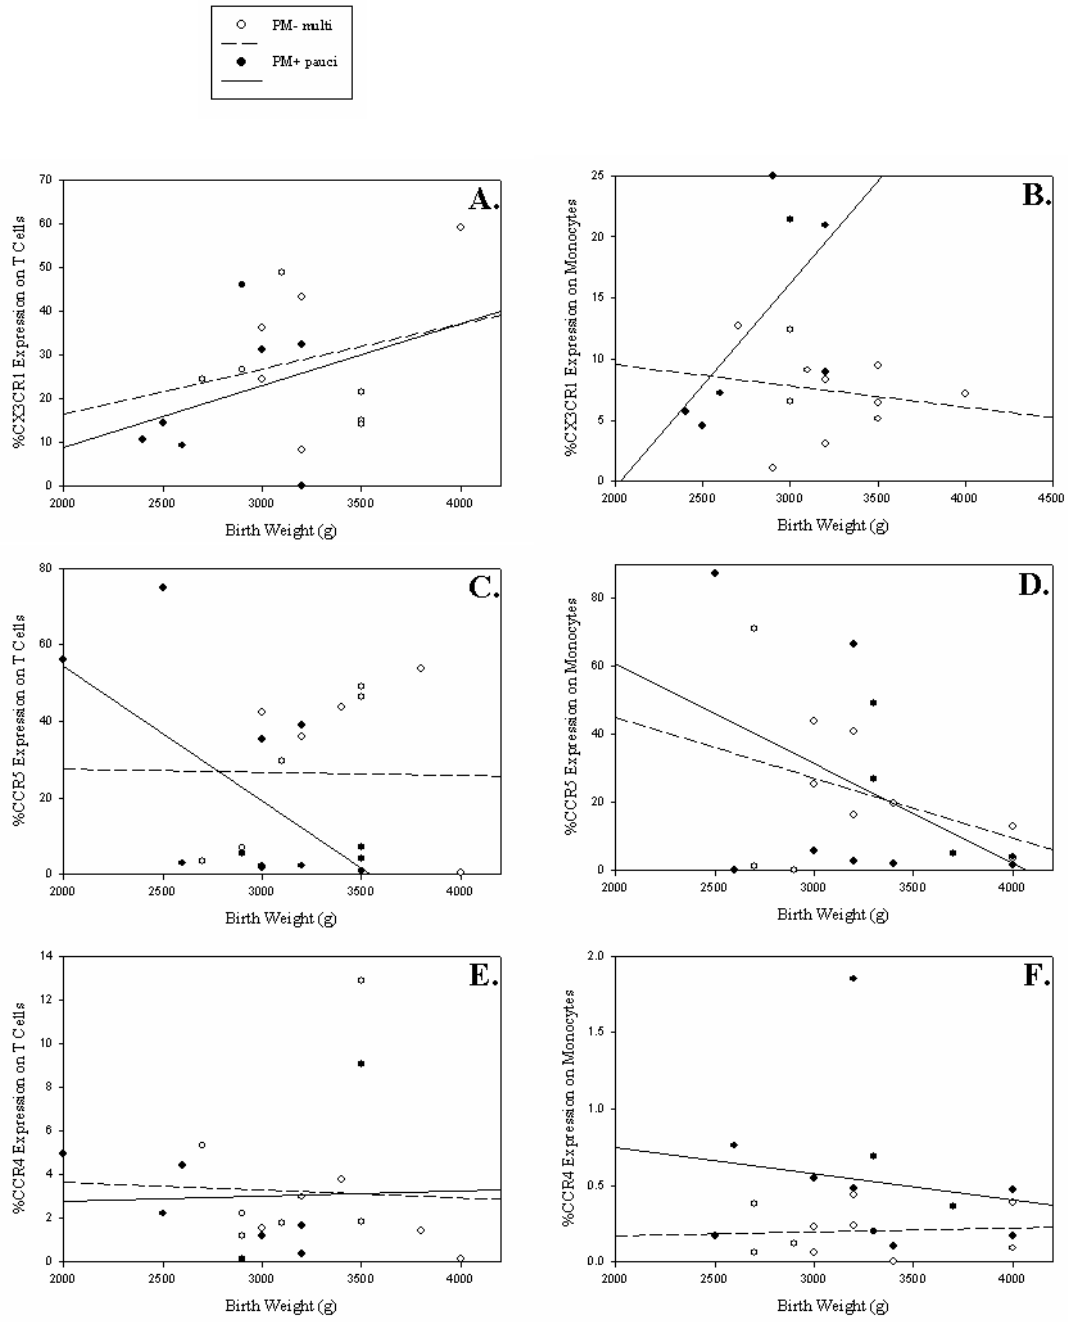 PM- multi
PM+ pauci
A.
%CX3CR1 Expression on T Cells
70
60
50
40
30
20
10
0
2000 2500 3000 3500 4000
Birth Weight (g)
B.
%CX3CR1 Expression on Monocytes
25
20
15
10
5
0
2000 2500 3000 3500 4000 4500
Birth Weight (g)
C.
%CCR5 Expression on T Cells
80
60
40
20
0
2000 2500 3000 3500 4000
Birth Weight (g)
D.
%CCR5 Expression on Monocytes
80
60
40
20
0
2000 2500 3000 3500 4000
Birth Weight (g)
E.
%CCR4 Expression on T Cells
14
12
10
8
6
4
2
0
2000 2500 3000 3500 4000
Birth Weight (g)
F.
%CCR4 Expression on Monocytes
2.0
1.5
1.0
0.5
0.0
2000 2500 3000 3500 4000
Birth Weight (g)